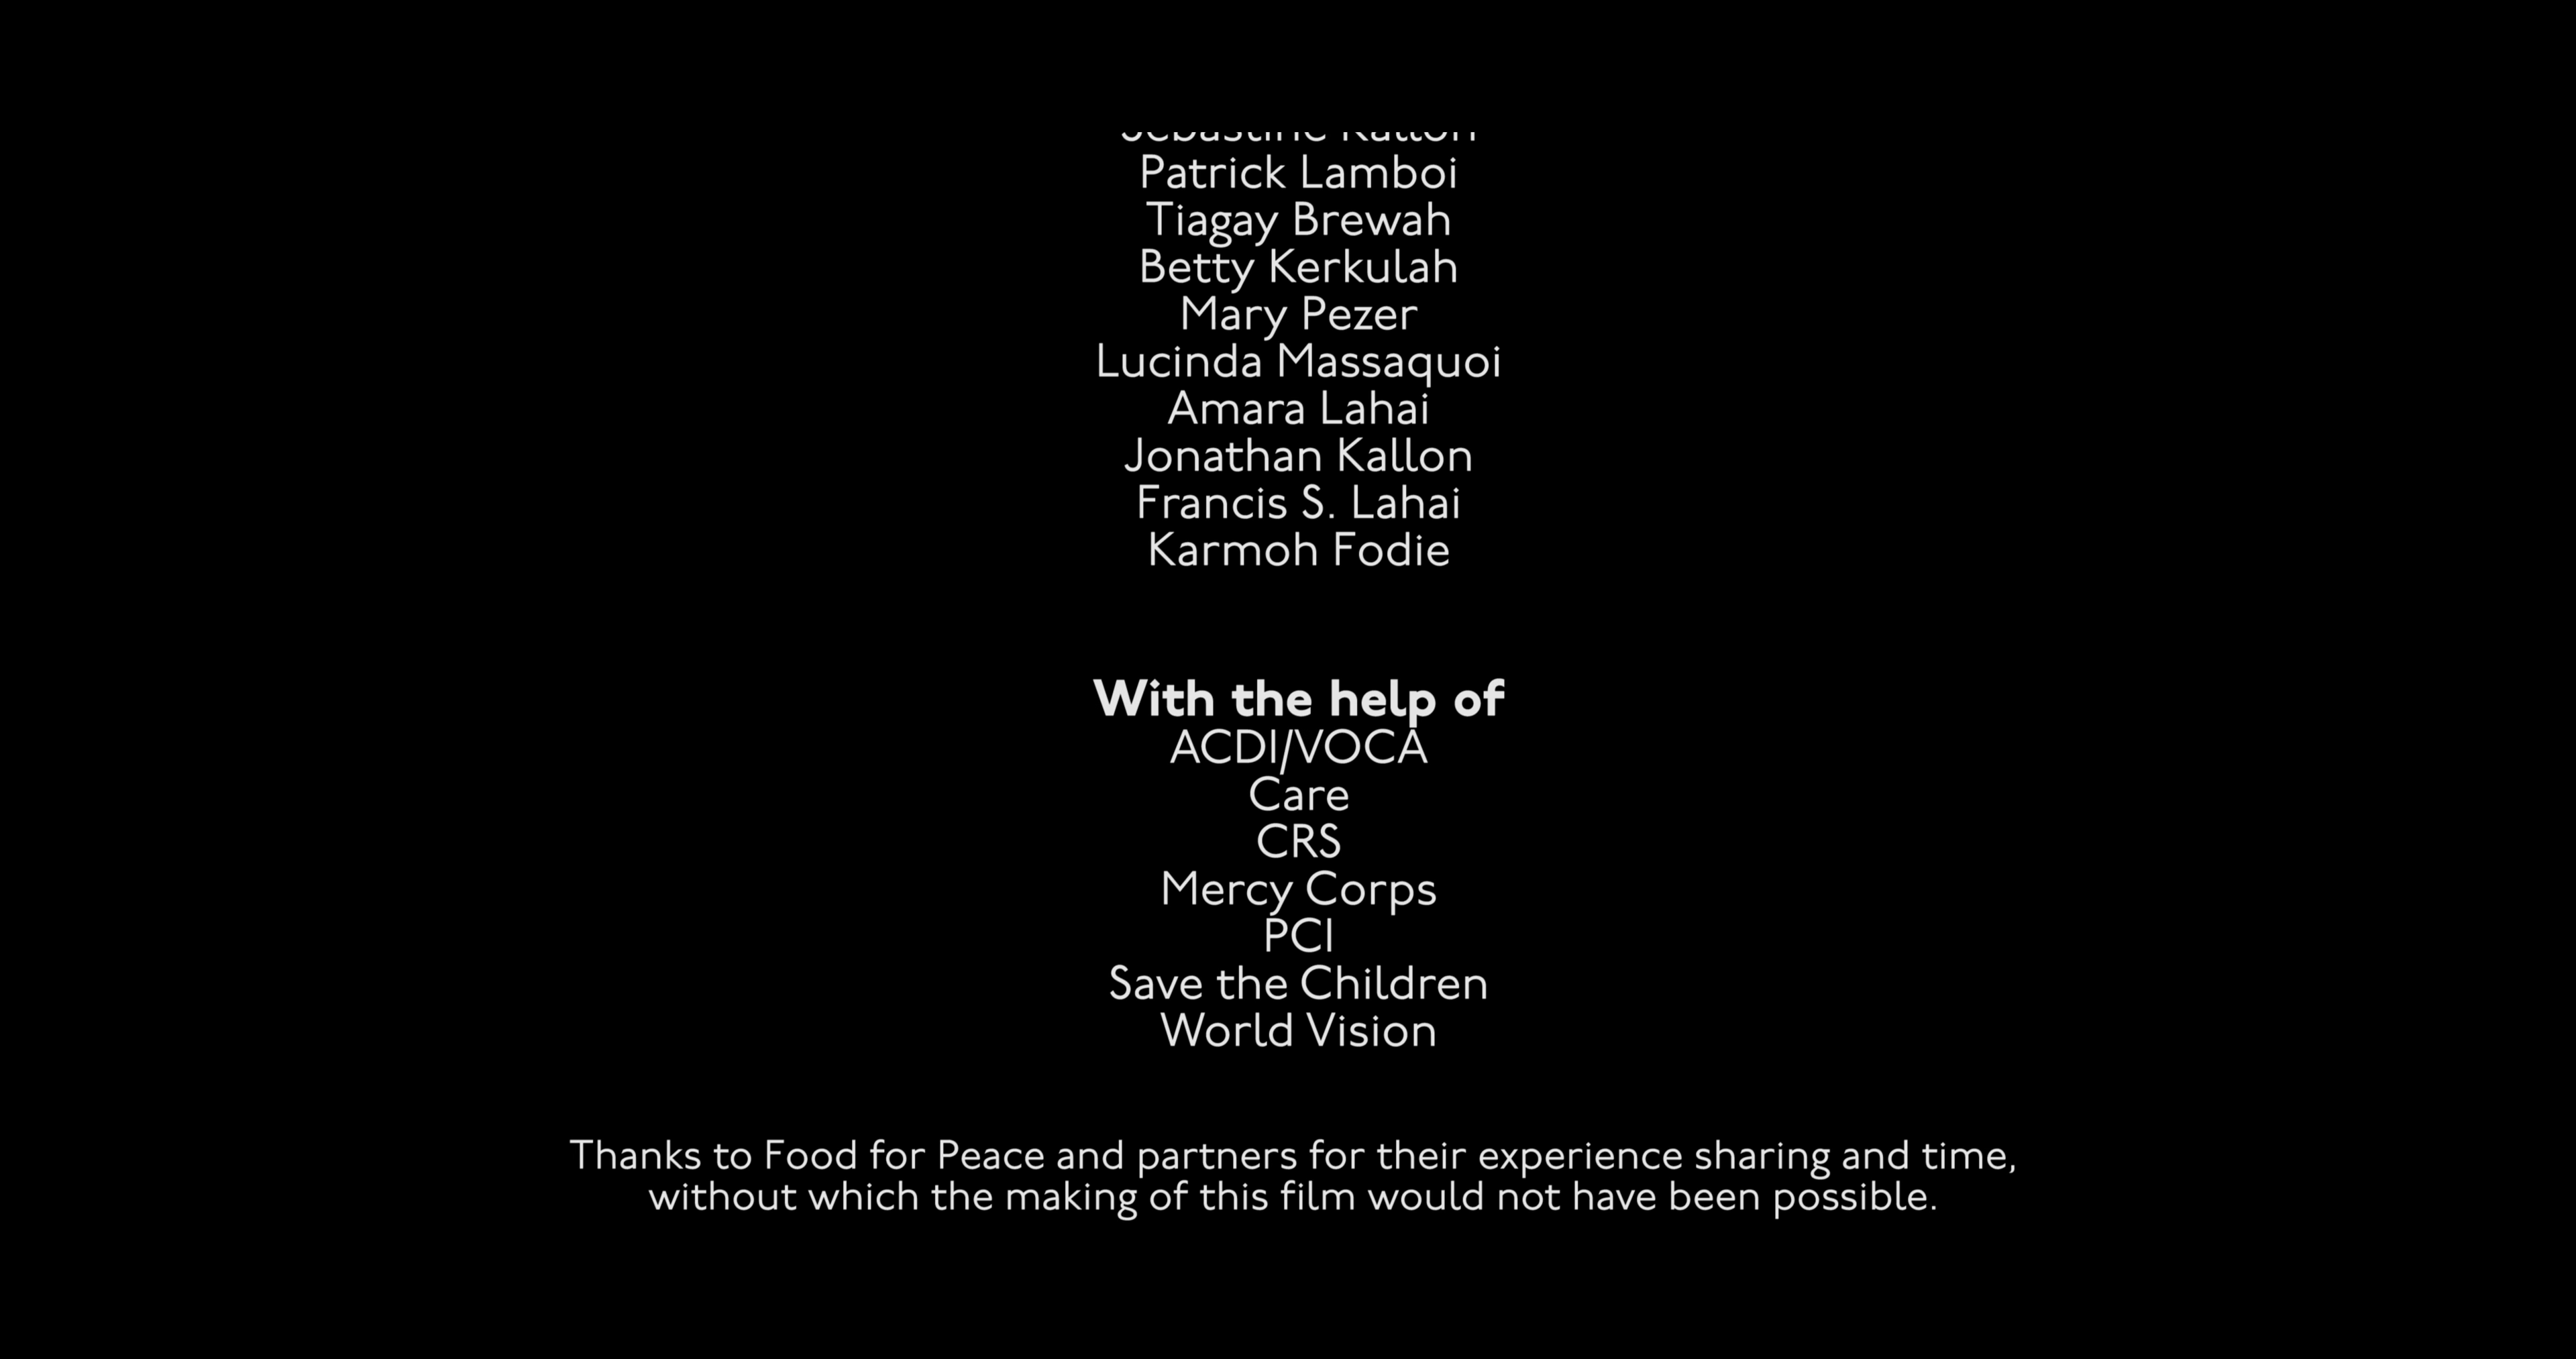 Sebastine Kallon
Patrick Lamboi
Tiagay Brewah
Betty Kerkulah
Mary Pezer
Lucinda Massaquoi
Amara Lahai
Jonathan Kallon
Francis S. Lahai
Karmoh Fodie
With the help of
ACDI/VOCA
Care
CRS
Mercy Corps
PCI
Save the Children
World Vision
Thanks to Food for Peace and partners for their experience sharing and time,
without which the making of this film would not have been possible.